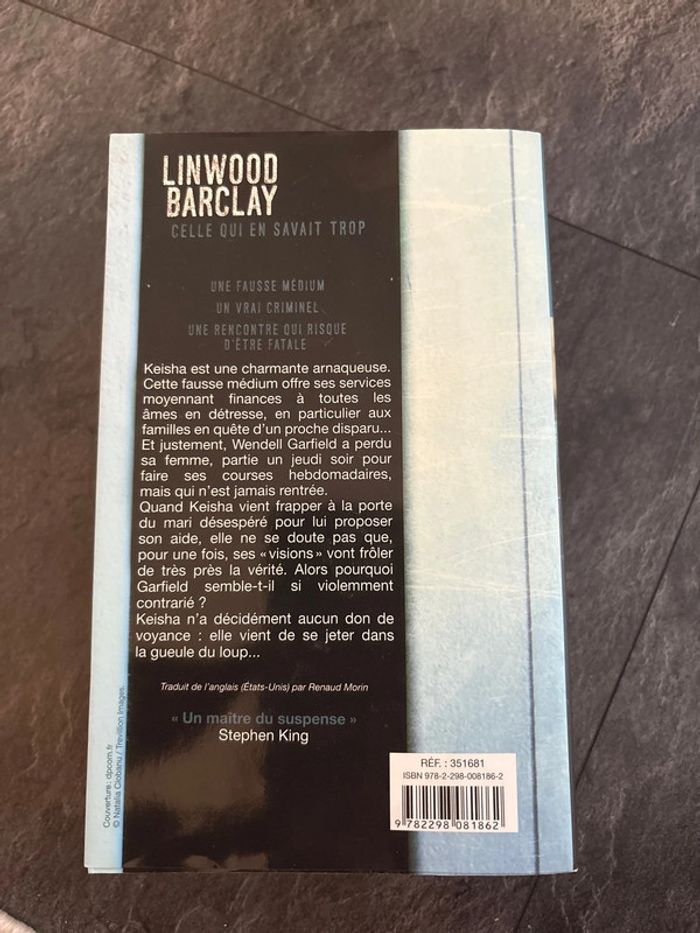 LINWOOD
BARCLAY
CELLE QUI EN SAVAIT TROP
UNE FAUSSE MÉDIUM
UN VRAI CRIMINEL
UNE RENCONTRE QUI RISQUE
D'ÊTRE FATALE
Keisha est une charmante arnaqueuse.
Cette fausse médium offre ses services
moyennant finances à toutes les
âmes en détresse, en particulier aux
familles en quête d'un proche disparu...
Et justement, Wendell Garfield a perdu
sa femme, partie un jeudi soir pour
faire ses courses hebdomadaires,
mais qui n'est jamais rentrée.
Quand Keisha vient frapper à la porte
du mari désespéré pour lui proposer
son aide, elle ne se doute pas que,
pour une fois, ses « visions » vont frôler
de très près la vérité. Alors pourquoi
Garfield semble-t-il si violemment
contrarié ?
Keisha n'a décidément aucun don de
voyance : elle vient de se jeter dans
la gueule du loup...
Traduit de l'anglais (États-Unis) par Renaud Morin
« Un maître du suspense »
Stephen King
Couverture : dpcom.fr
© Natalia Ciobanu / Trevillion Images.
RÉF. : 351681
ISBN 978-2-298-008186-2
9 782298 081862